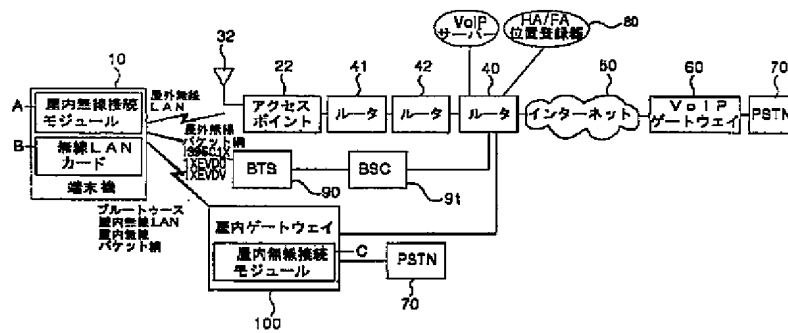 VoIP
サーバー
HA/FA
位置登録器
80
10
32
22
41
42
40
50
60
70
A
屋内無線接続
モジュール
B
無線LAN
カード
端末機
屋外無線
LAN
アクセス
ポイント
ルータ
ルータ
ルータ
インターネット
VoIP
ゲートウェイ
PSTN
屋外無線
パケット網
IS95C1X
1XEVDO
1XEVDV
BTS
90
BSC
91
ブルートゥース
屋内無線LAN
屋内無線
パケット網
屋内ゲートウェイ
屋内無線接続
モジュール
C
PSTN
70
100